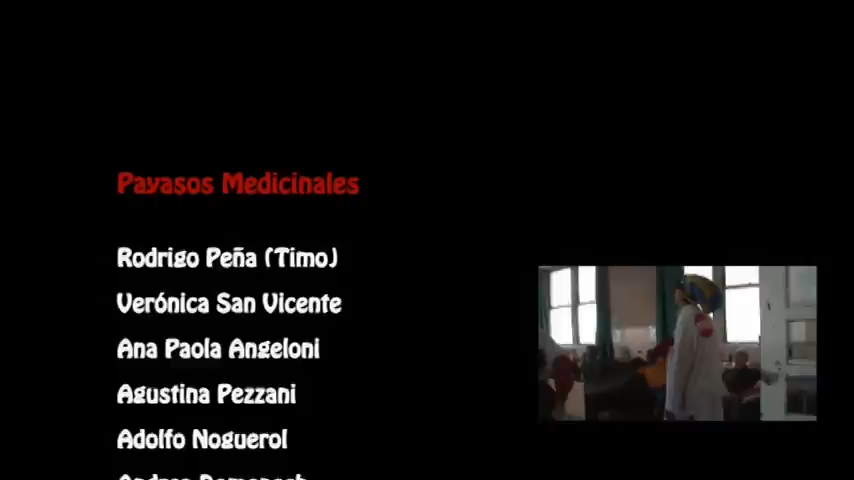 Payasos Medicinales
Rodrigo Peña (Timo)
Verónica San Vicente
Ana Paola Angeloni
Agustina Pezzani
Adolfo Noguerol